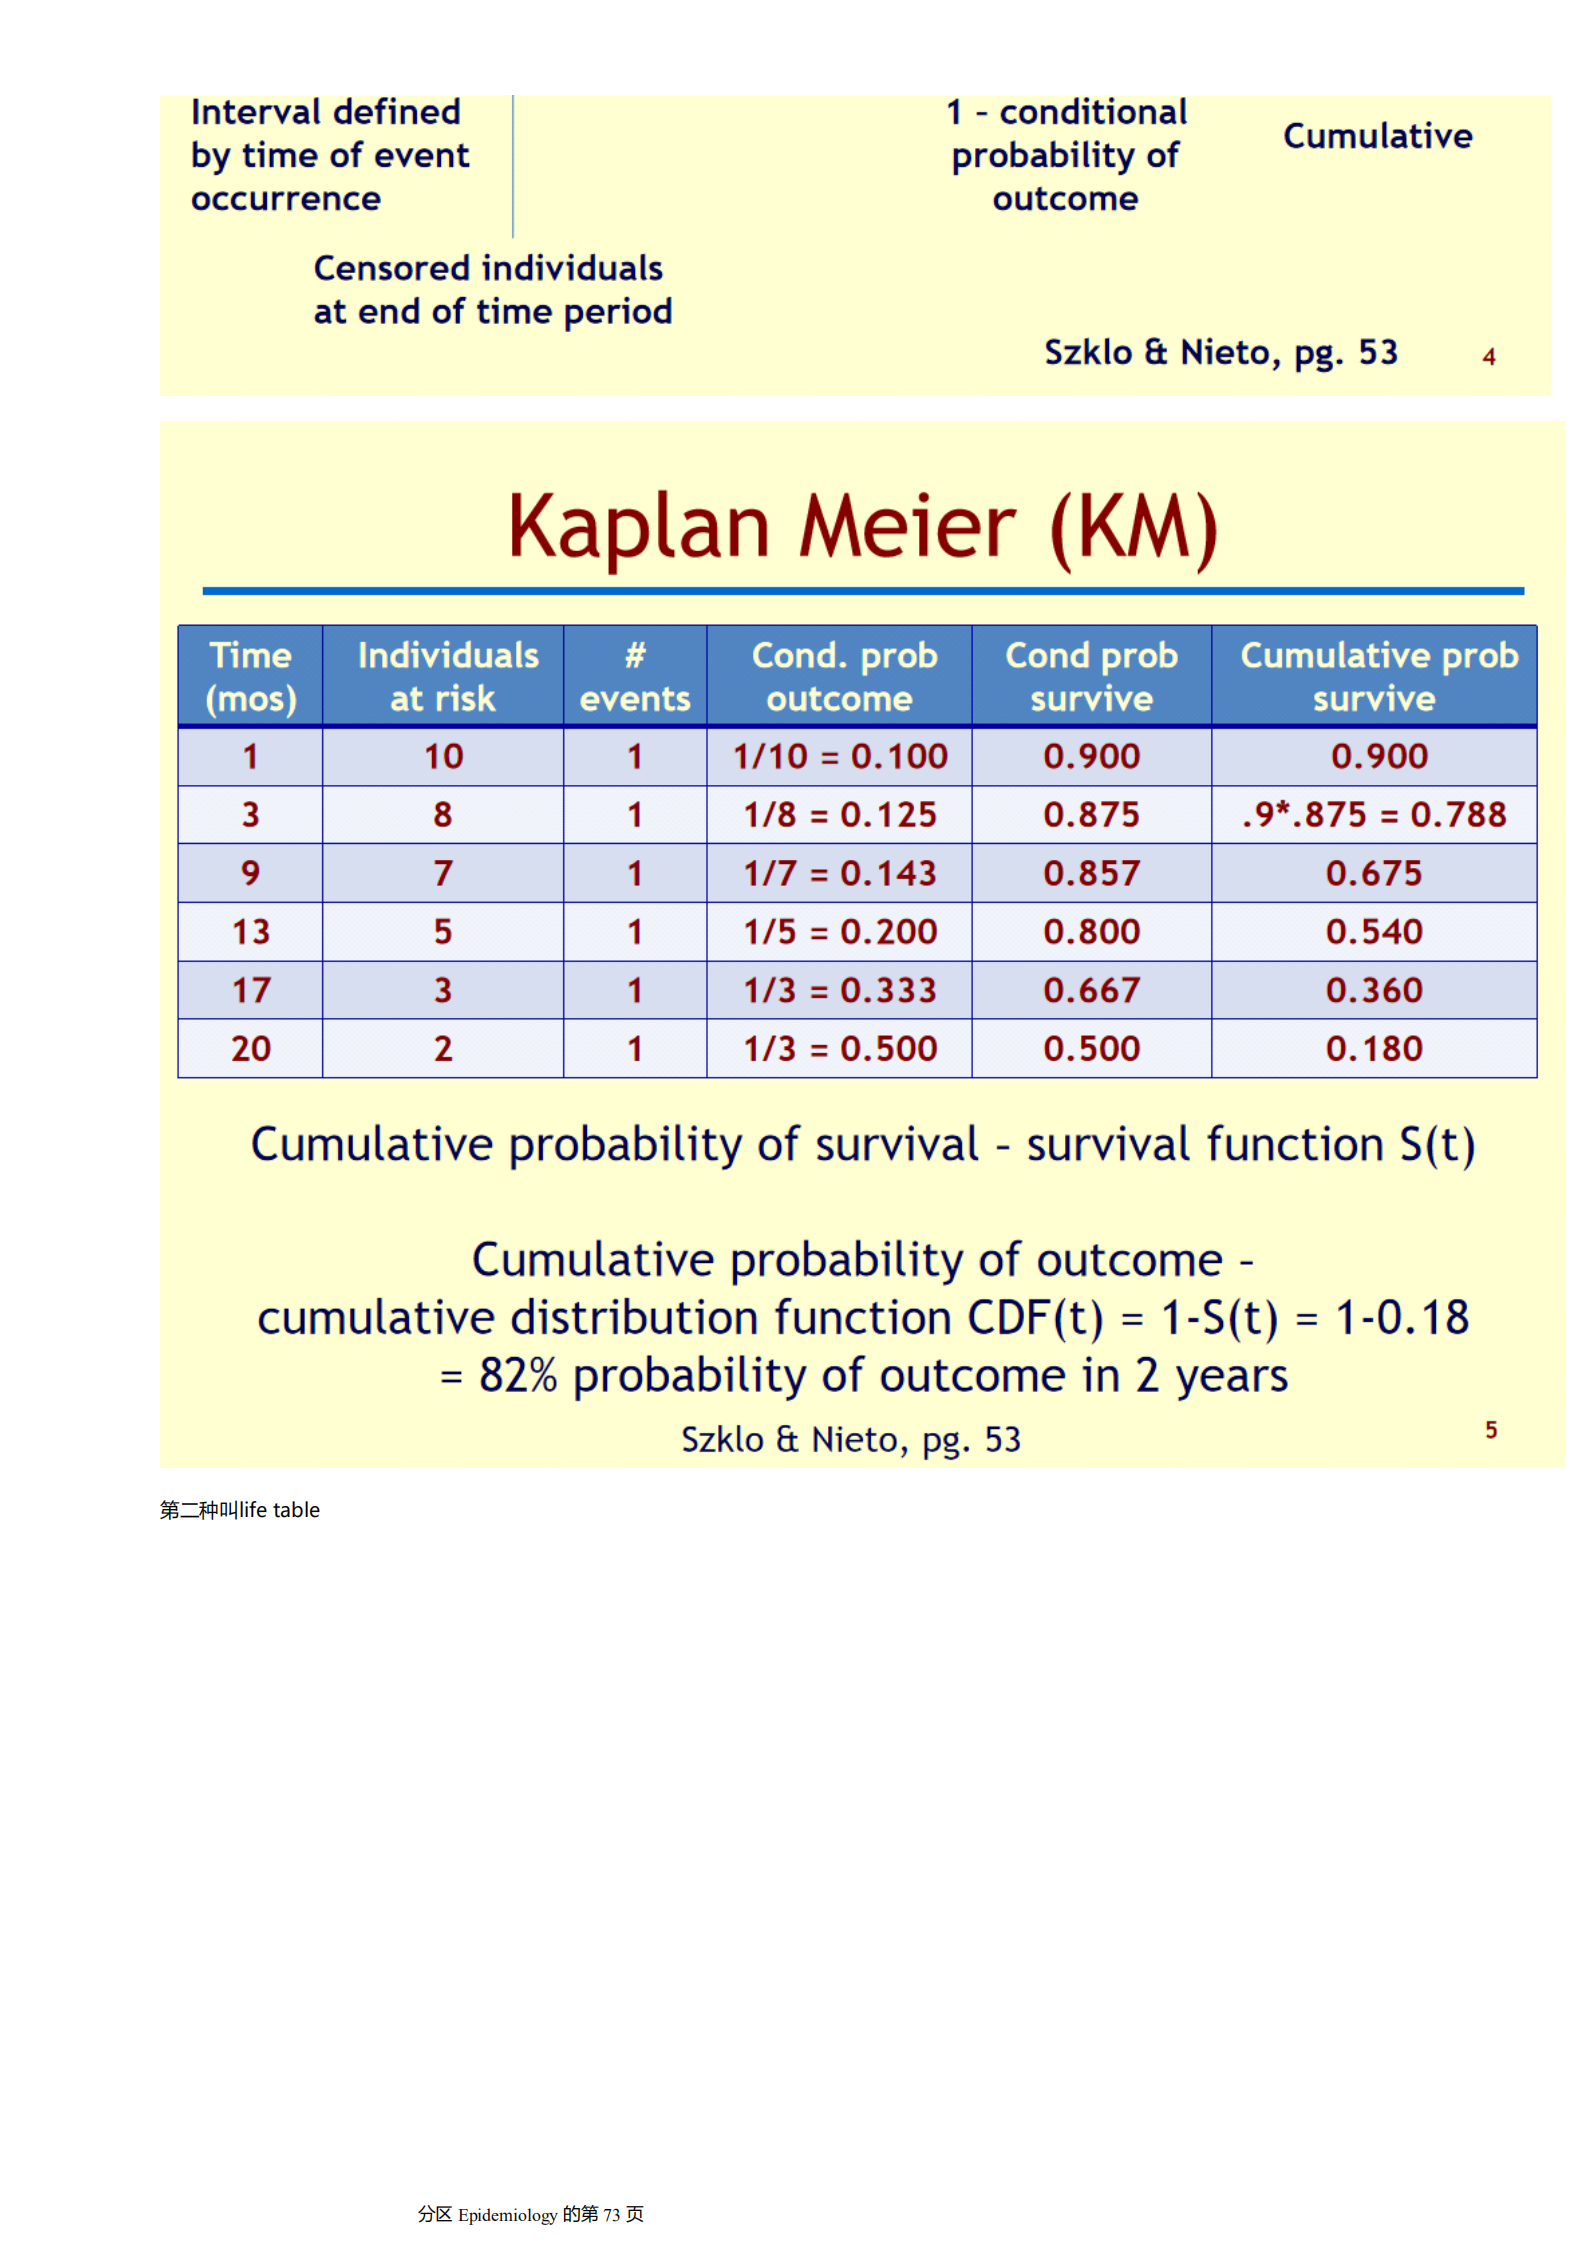 Interval defined
by time of event
occurrence
1 – conditional
probability of
outcome
Cumulative
Censored individuals
at end of time period
Szklo & Nieto, pg. 53
4
Kaplan Meier (KM)
Time (mos) Individuals at risk # events Cond. prob outcome Cond prob survive Cumulative prob survive
1 10 1 1/10 = 0.100 0.900 0.900
3 8 1 1/8 = 0.125 0.875 .9*.875 = 0.788
9 7 1 1/7 = 0.143 0.857 0.675
13 5 1 1/5 = 0.200 0.800 0.540
17 3 1 1/3 = 0.333 0.667 0.360
20 2 1 1/3 = 0.500 0.500 0.180
Cumulative probability of survival – survival function S(t)
Cumulative probability of outcome –
cumulative distribution function CDF(t) = 1-S(t) = 1-0.18
= 82% probability of outcome in 2 years
Szklo & Nieto, pg. 53
5
第二种叫life table
分区 Epidemiology 的第 73 页